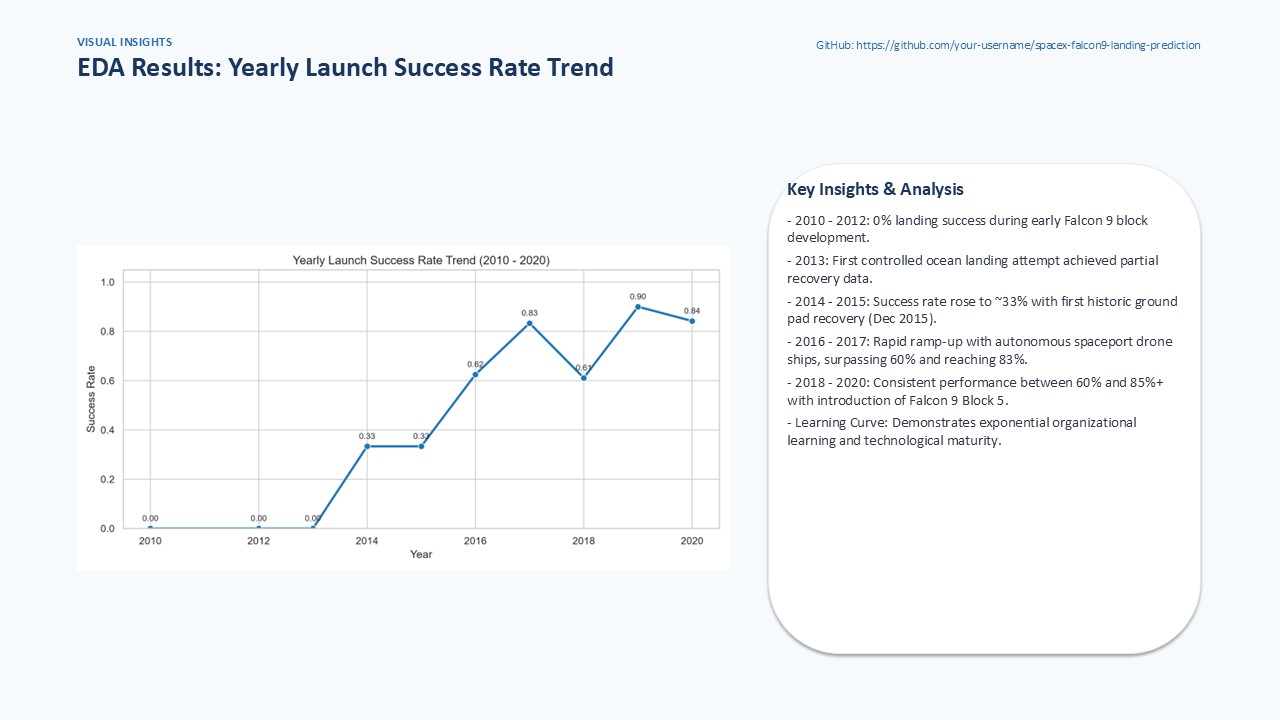 VISUAL INSIGHTS
EDA Results: Yearly Launch Success Rate Trend
GitHub: https://github.com/your-username/spacex-falcon9-landing-prediction
Yearly Launch Success Rate Trend (2010 - 2020)
Success Rate
1.0
0.8
0.6
0.4
0.2
0.0
0.00
0.00
0.00
0.33
0.33
0.62
0.83
0.61
0.90
0.84
2010
2012
2014
2016
2018
2020
Year
Key Insights & Analysis
- 2010 - 2012: 0% landing success during early Falcon 9 block
development.
- 2013: First controlled ocean landing attempt achieved partial
recovery data.
- 2014 - 2015: Success rate rose to ~33% with first historic ground
pad recovery (Dec 2015).
- 2016 - 2017: Rapid ramp-up with autonomous spaceport drone
ships, surpassing 60% and reaching 83%.
- 2018 - 2020: Consistent performance between 60% and 85%+
with introduction of Falcon 9 Block 5.
- Learning Curve: Demonstrates exponential organizational
learning and technological maturity.